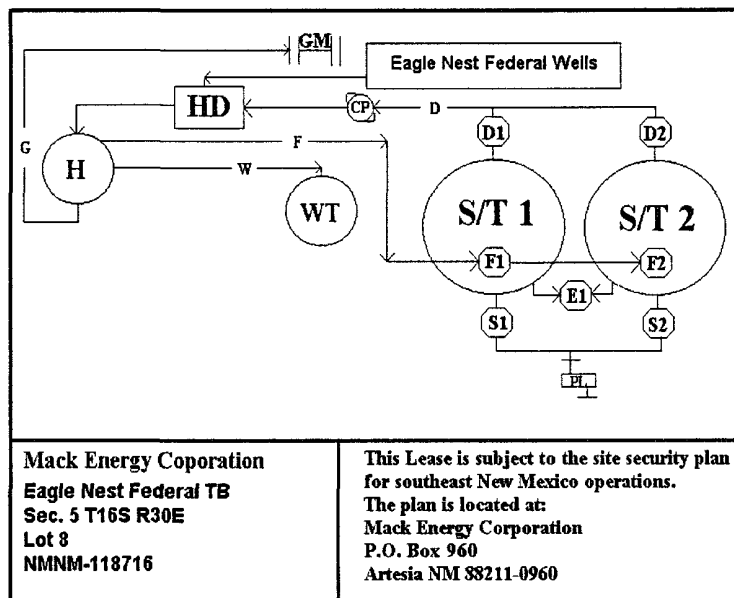 GM
Eagle Nest Federal Wells
HD
CP
D
G
F
D1
D2
H
W
WT
S/T 1
S/T 2
F1
F2
E1
S1
S2
PL
Mack Energy Coporation
Eagle Nest Federal TB
Sec. 5 T16S R30E
Lot 8
NMNM-118716
This Lease is subject to the site security plan
for southeast New Mexico operations.
The plan is located at:
Mack Energy Corporation
P.O. Box 960
Artesia NM 88211-0960